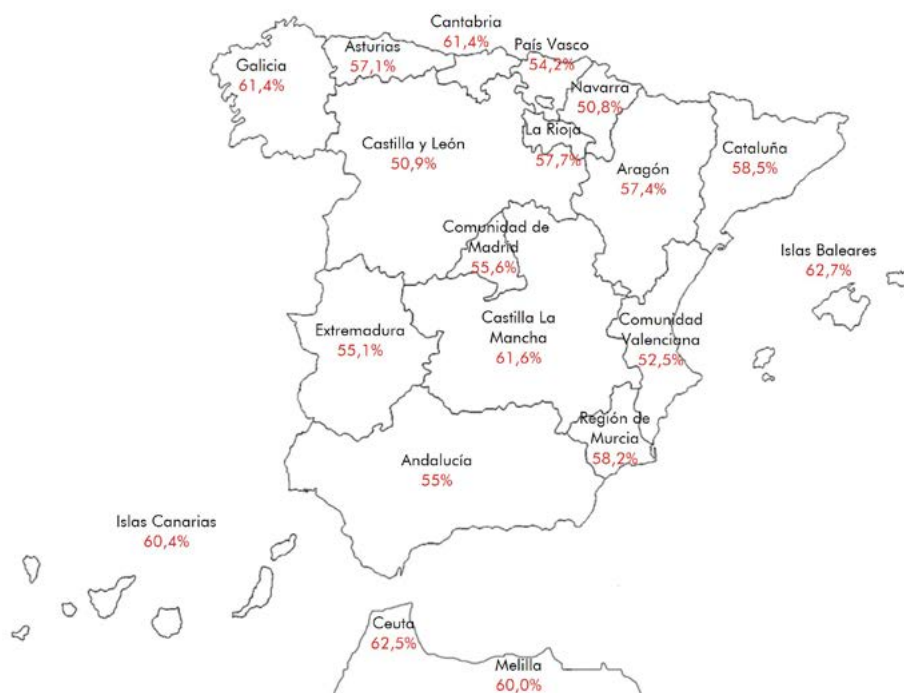 Cantabria
61,4%
Asturias
57,1%
País Vasco
54,2%
Galicia
61,4%
Navarra
50,8%
La Rioja
57,7%
Castilla y León
50,9%
Cataluña
58,5%
Aragón
57,4%
Comunidad de
Madrid
55,6%
Islas Baleares
62,7%
Castilla La
Mancha
61,6%
Comunidad
Valenciana
52,5%
Extremadura
55,1%
Región de
Murcia
58,2%
Andalucía
55%
Islas Canarias
60,4%
Ceuta
62,5%
Melilla
60,0%